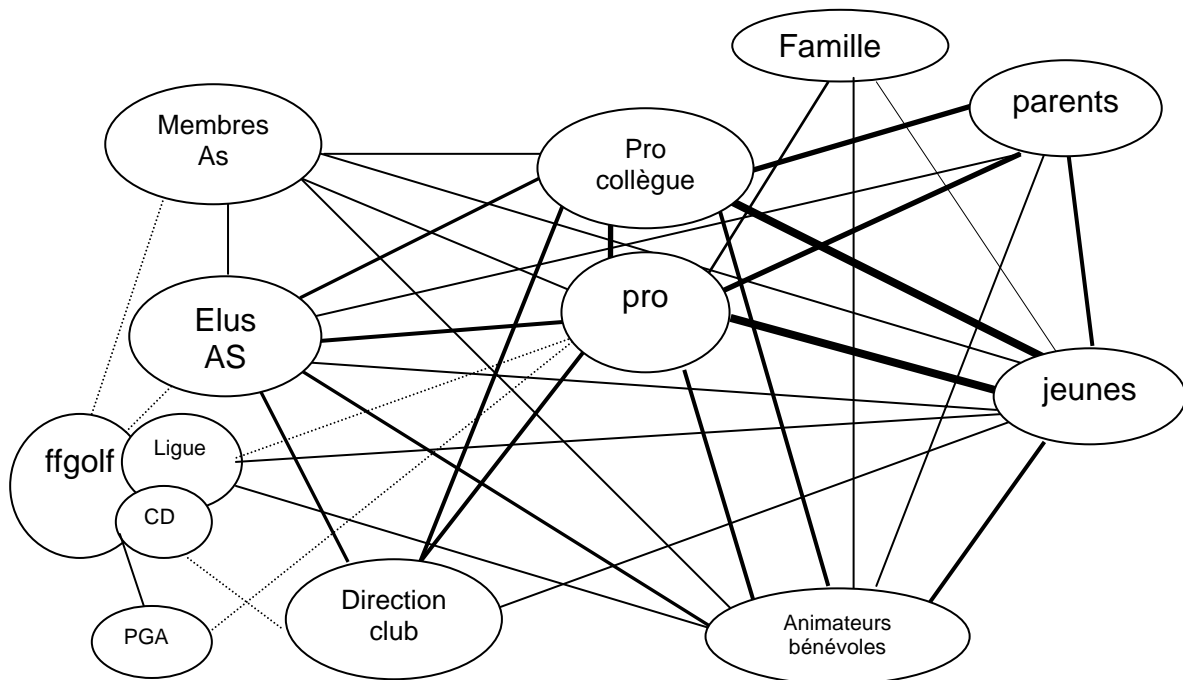 Famille
parents
Membres
As
Pro
collègue
pro
Elus
AS
jeunes
ffgolf
Ligue
CD
Direction
club
PGA
Animateurs
bénévoles